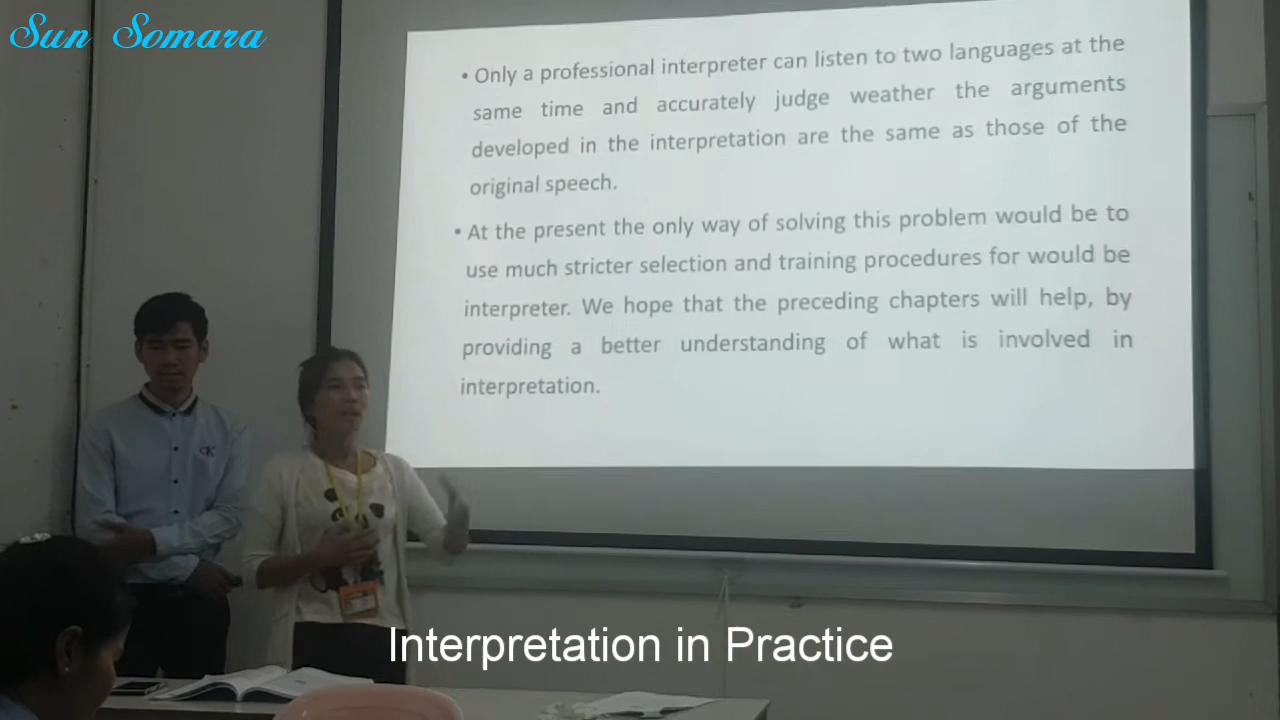 Sun Somara
• Only a professional interpreter can listen to two languages at the
same time and accurately judge weather the arguments
developed in the interpretation are the same as those of the
original speech.
• At the present the only way of solving this problem would be to
use much stricter selection and training procedures for would be
interpreter. We hope that the preceding chapters will help, by
providing a better understanding of what is involved in
interpretation.
CK
Interpretation in Practice